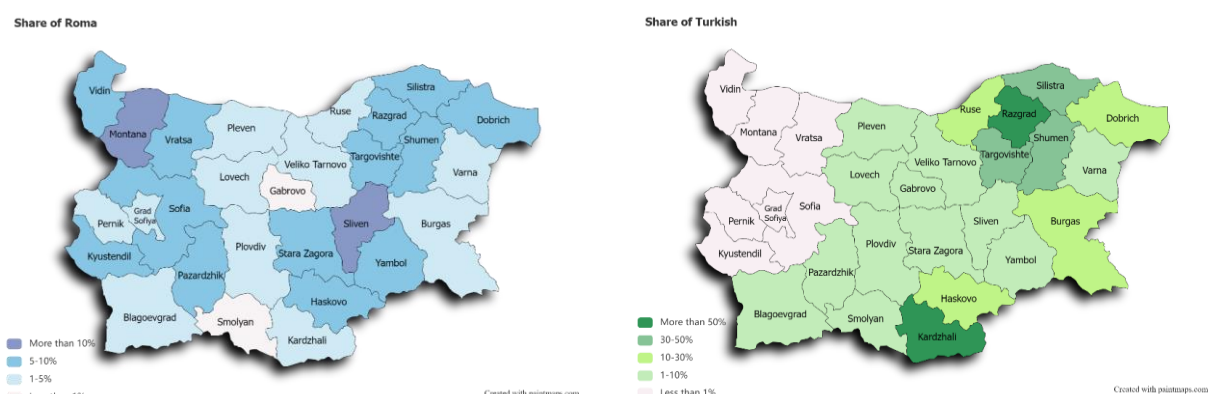 Share of Roma
Vidin
Montana
Vratsa
Pleven
Ruse
Silistra
Razgrad
Dobrich
Shumen
Targovishte
Veliko Tarnovo
Varna
Lovech
Gabrovo
Grad
Sofiya
Sofia
Pernik
Sliven
Burgas
Plovdiv
Kyustendil
Stara Zagora
Yambol
Pazardzhik
Haskovo
Blagoevgrad
Smolyan
Kardzhali
More than 10%
5-10%
1-5%
Created with paintmaps.com
Share of Turkish
Vidin
Montana
Vratsa
Pleven
Ruse
Silistra
Razgrad
Dobrich
Shumen
Targovishte
Veliko Tarnovo
Varna
Lovech
Gabrovo
Grad
Sofiya
Sofia
Pernik
Sliven
Burgas
Plovdiv
Kyustendil
Stara Zagora
Yambol
Pazardzhik
Haskovo
Blagoevgrad
Smolyan
Kardzhali
More than 50%
30-50%
10-30%
1-10%
Less than 1%
Created with paintmaps.com